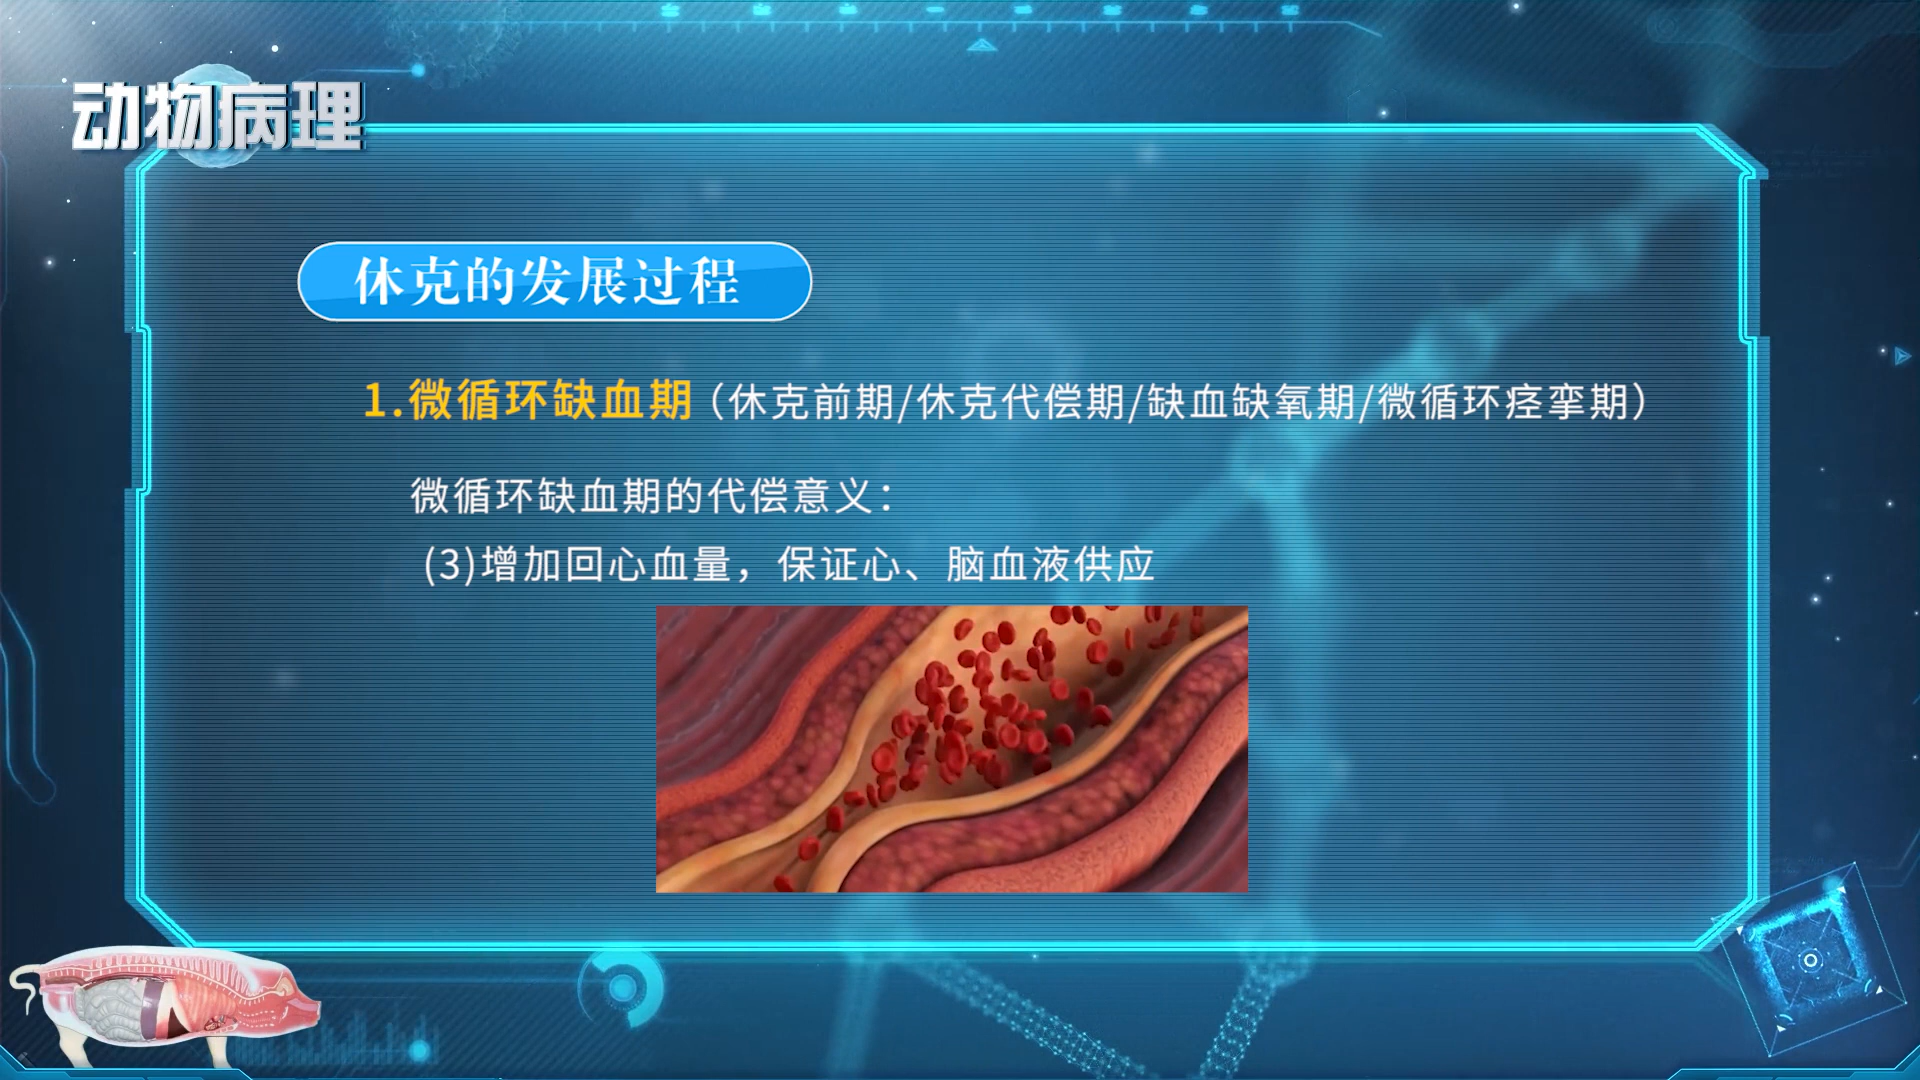 动物病理
休克的发展过程
1.微循环缺血期（休克前期/休克代偿期/缺血缺氧期/微循环痉挛期）
微循环缺血期的代偿意义：
(3)增加回心血量，保证心、脑血液供应